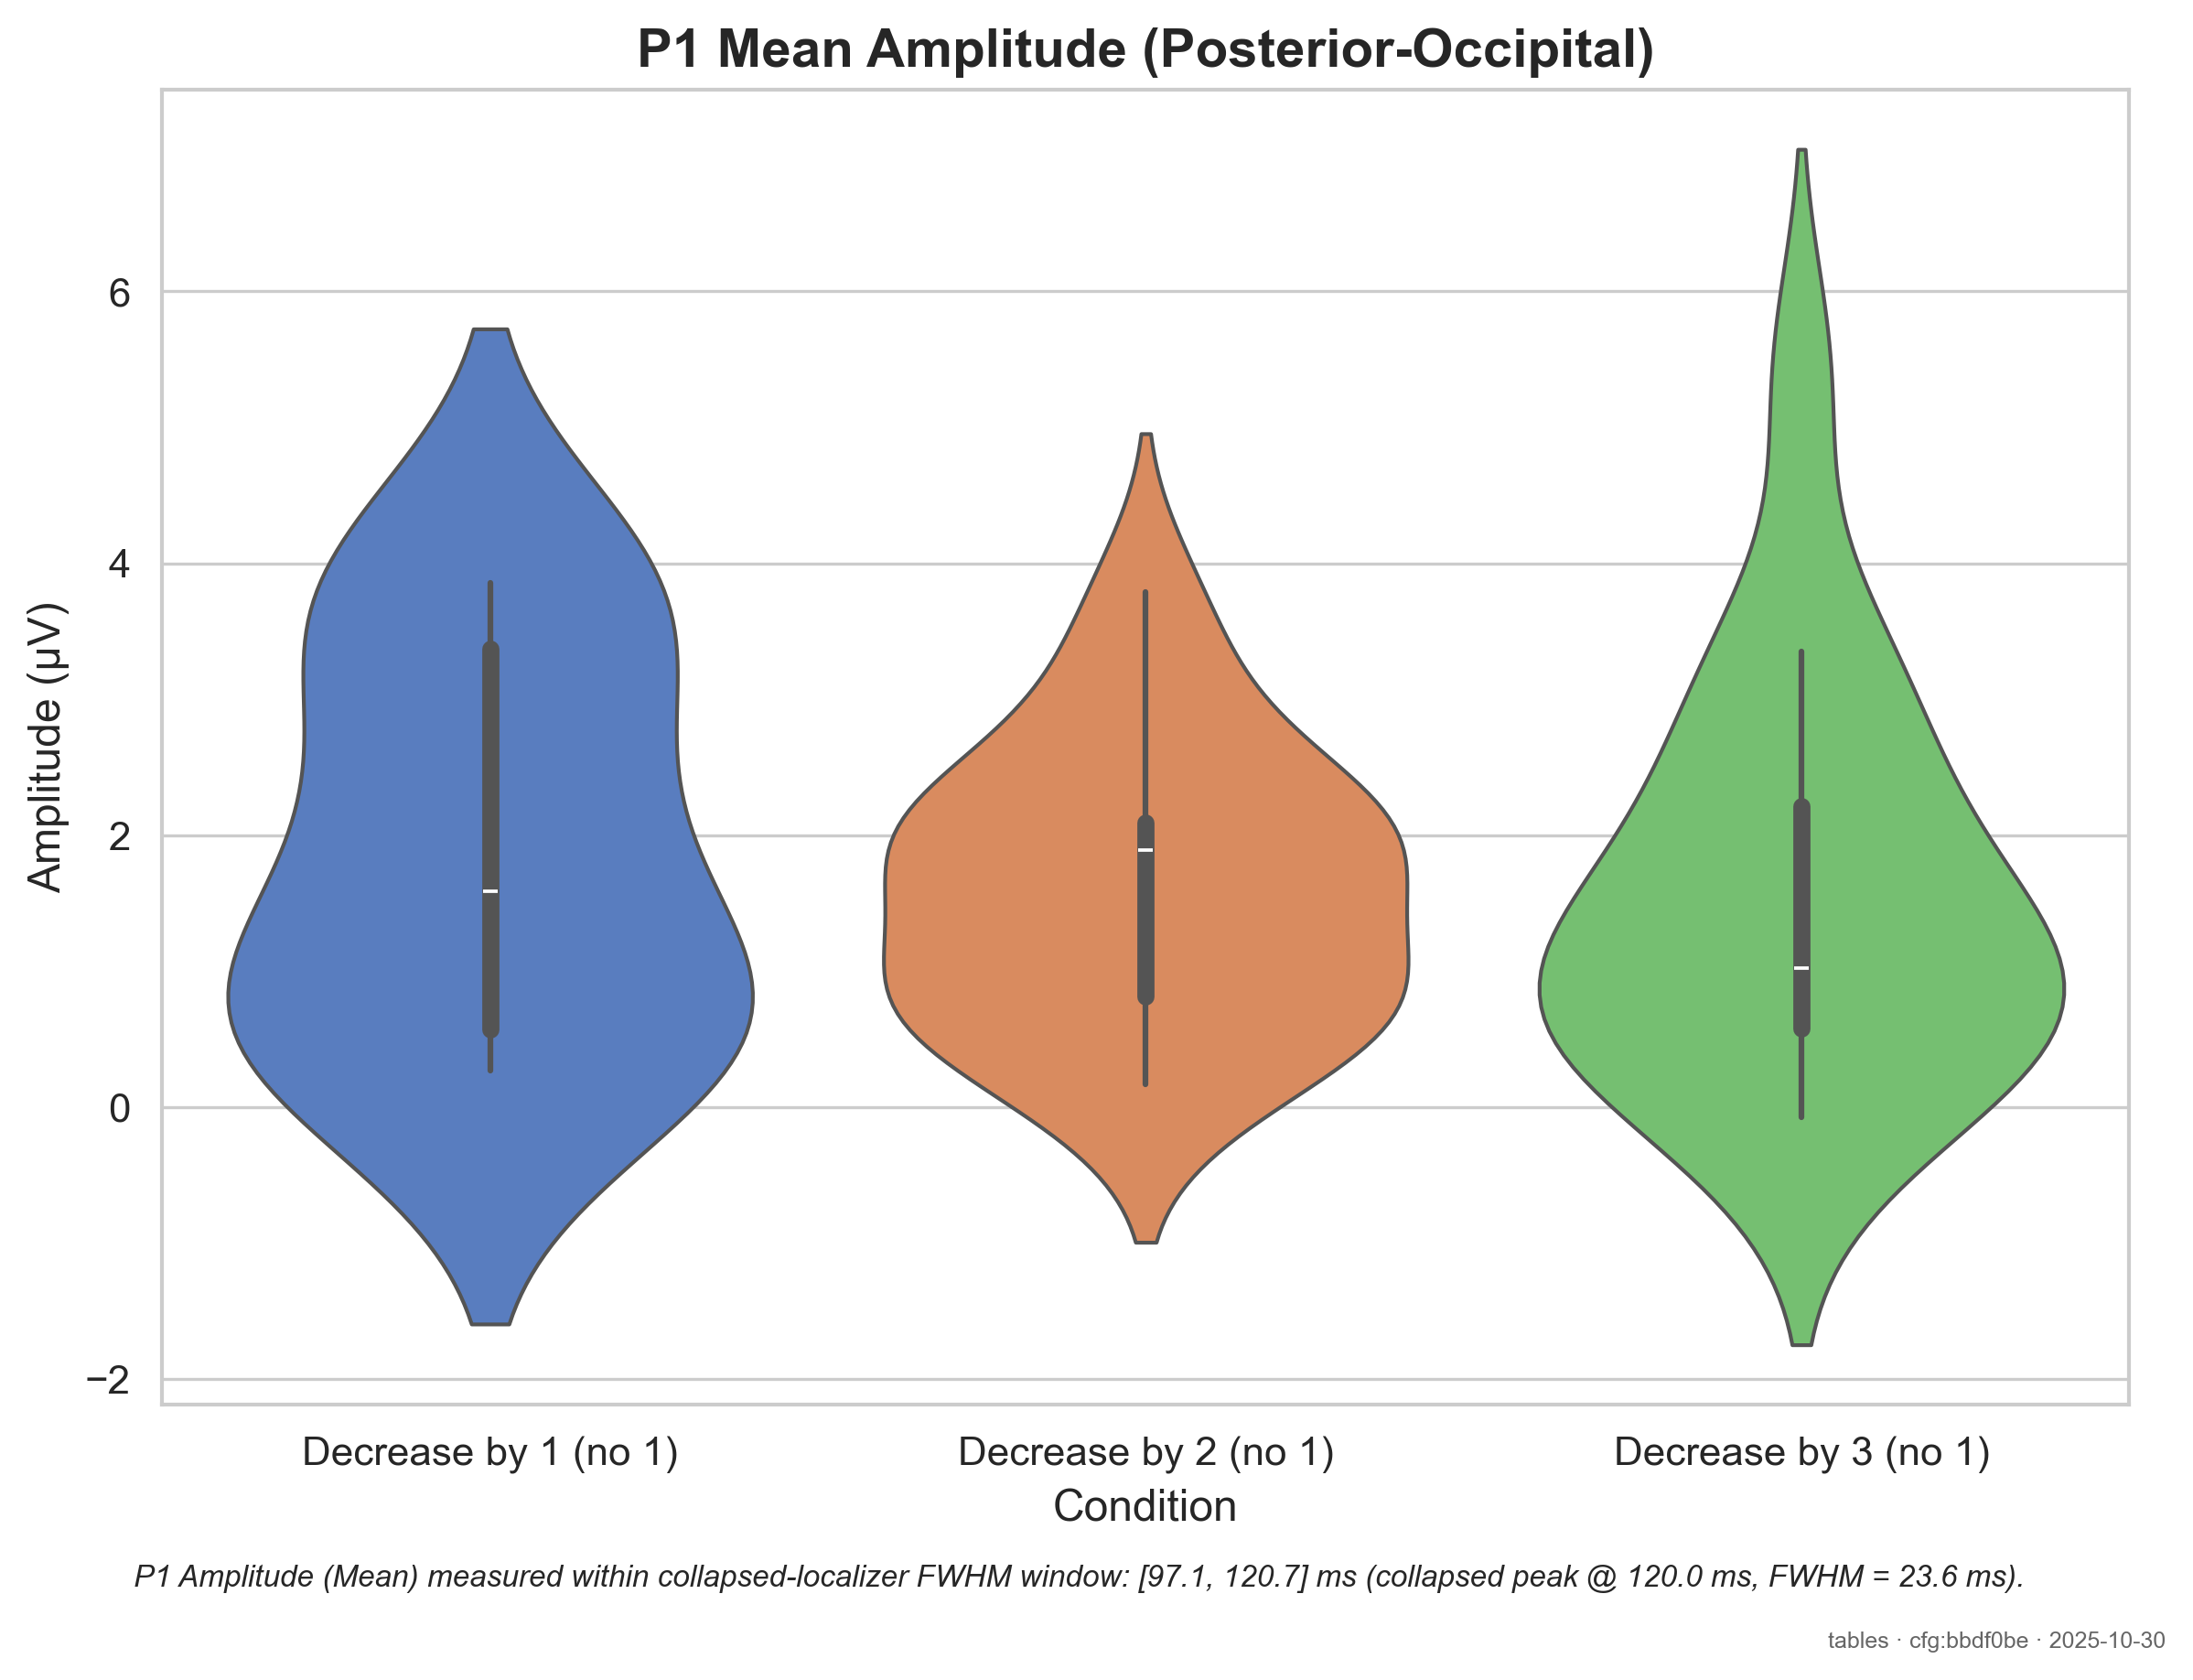 P1 Mean Amplitude (Posterior-Occipital)
Amplitude (µV)
6
4
2
0
−2
Decrease by 1 (no 1)
Decrease by 2 (no 1)
Decrease by 3 (no 1)
Condition
P1 Amplitude (Mean) measured within collapsed-localizer FWHM window: [97.1, 120.7] ms (collapsed peak @ 120.0 ms, FWHM = 23.6 ms).
tables · cfg:bbdf0be · 2025-10-30